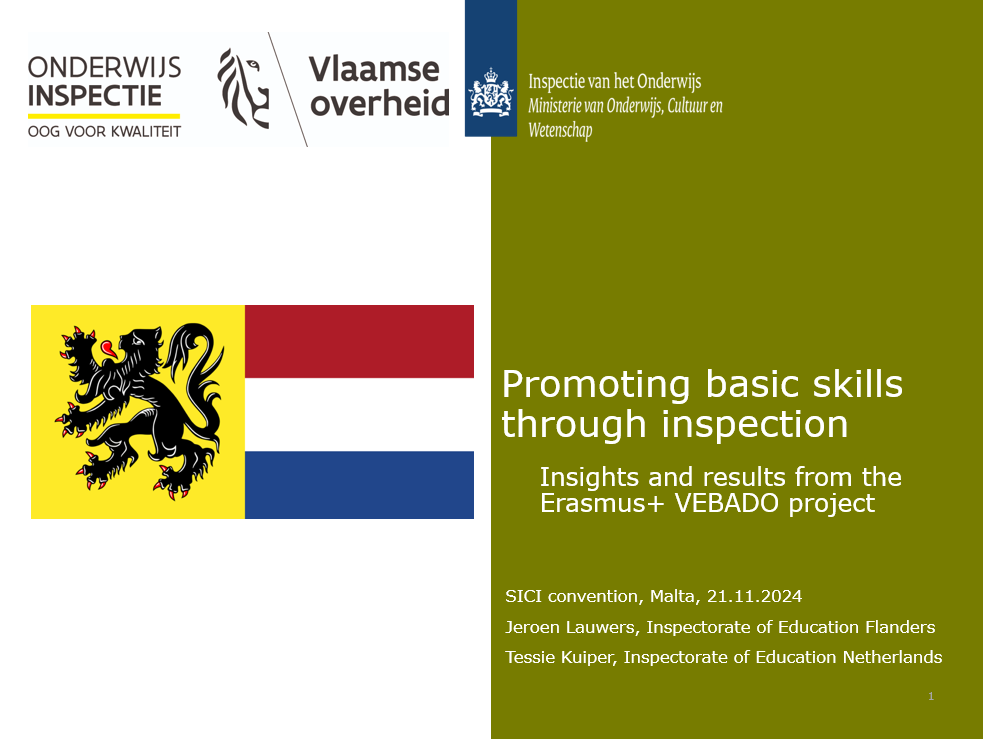 ONDERWIJS
INSPECTIE
OOG VOOR KWALITEIT
Vlaamse
overheid
Inspectie van het Onderwijs
Ministerie van Onderwijs, Cultuur en
Wetenschap
Promoting basic skills
through inspection
Insights and results from the
Erasmus+ VEBADO project
SICI convention, Malta, 21.11.2024
Jeroen Lauwers, Inspectorate of Education Flanders
Tessie Kuiper, Inspectorate of Education Netherlands
1